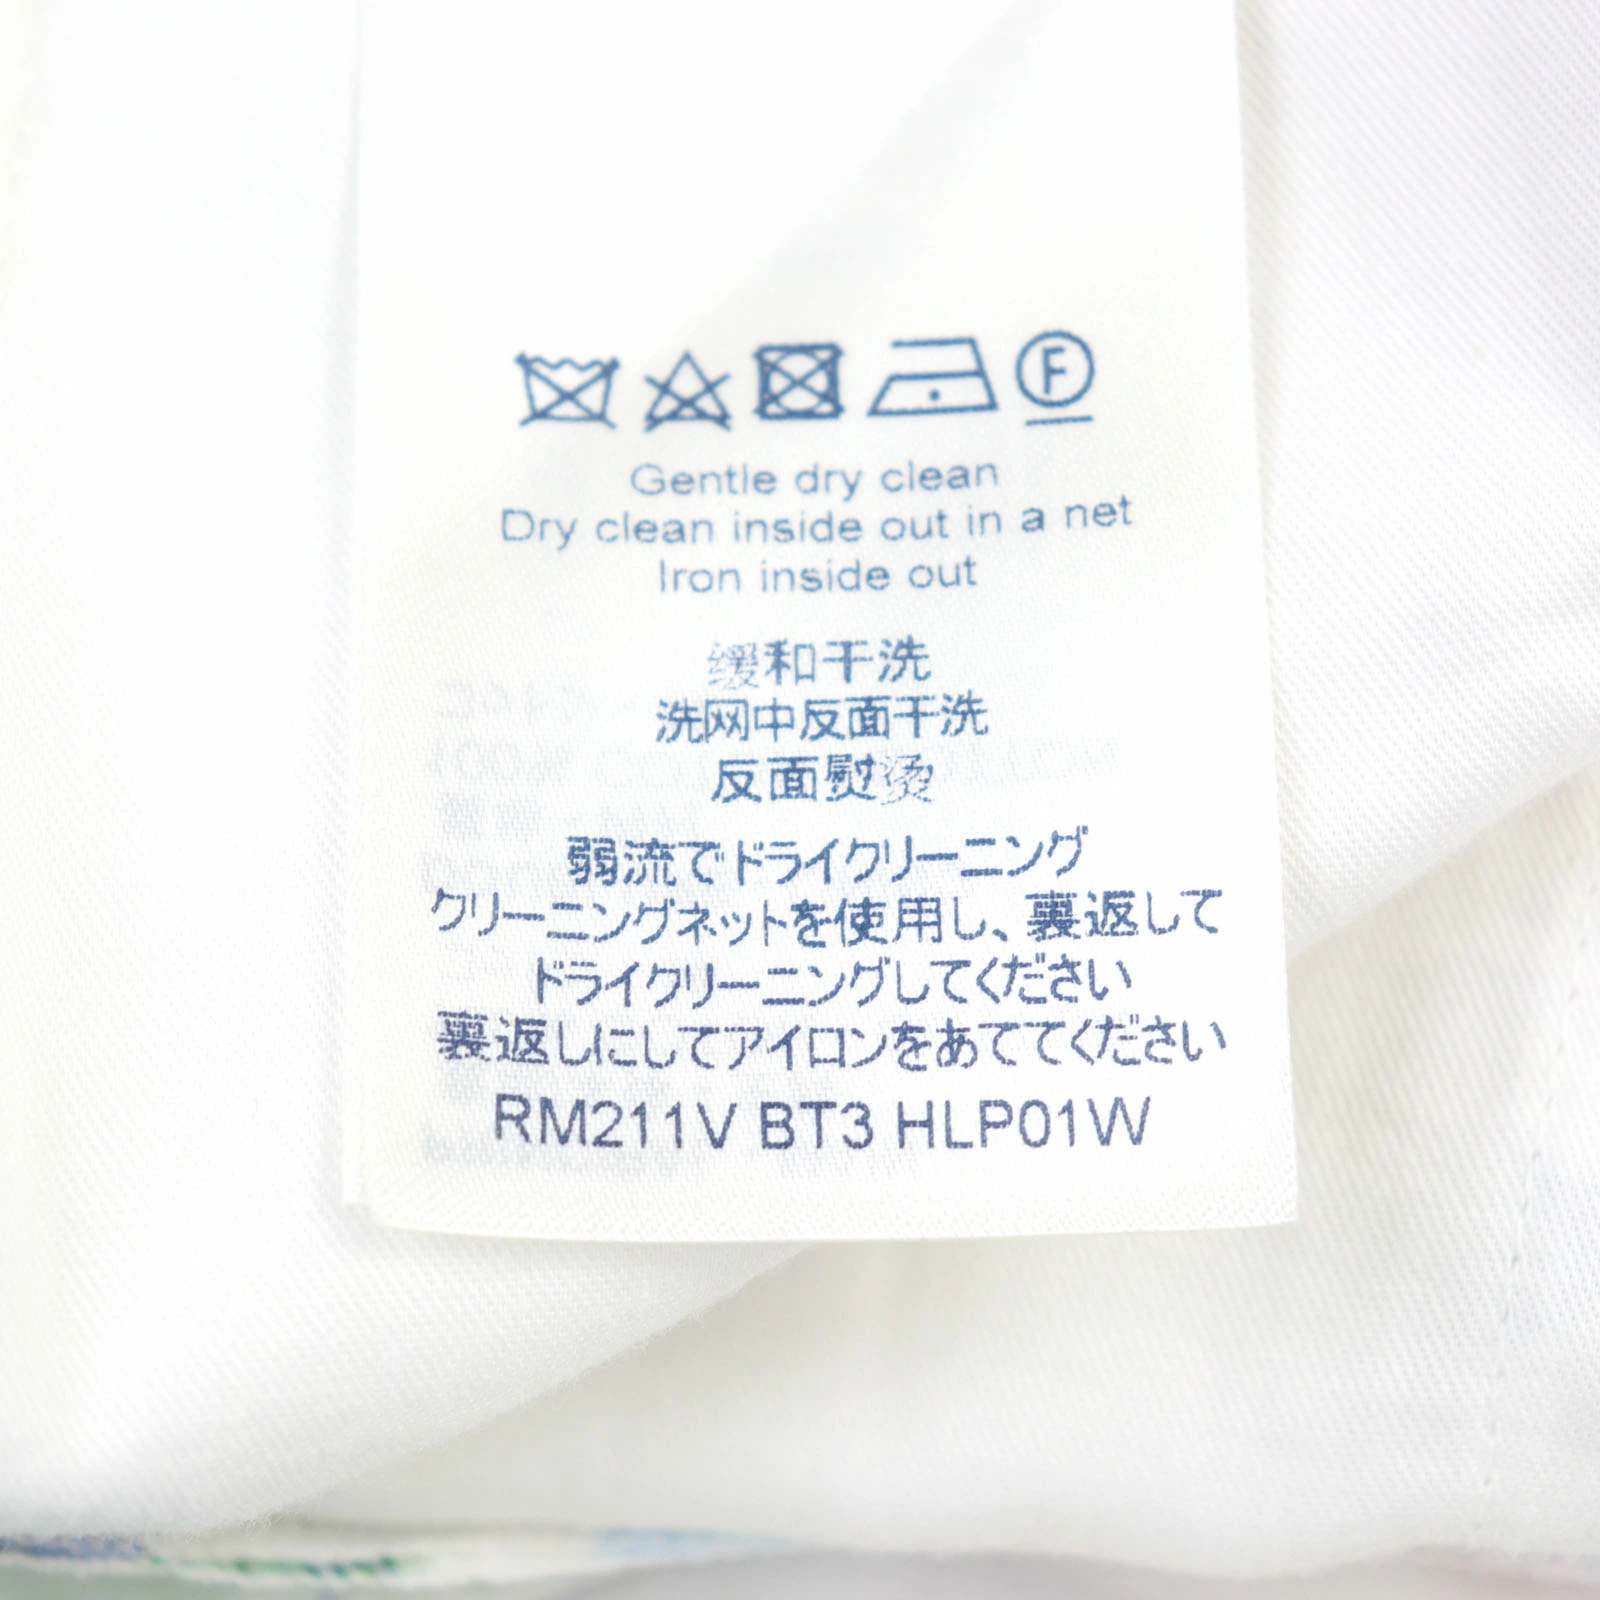 F
Gentle dry clean
Dry clean inside out in a net
Iron inside out
缓和干洗
洗网中反面干洗
反面熨烫
弱流でドライクリーニング
クリーニングネットを使用し、裏返して
ドライクリーニングしてください
裏返しにしてアイロンをあててください
RM211V BT3 HLP01W